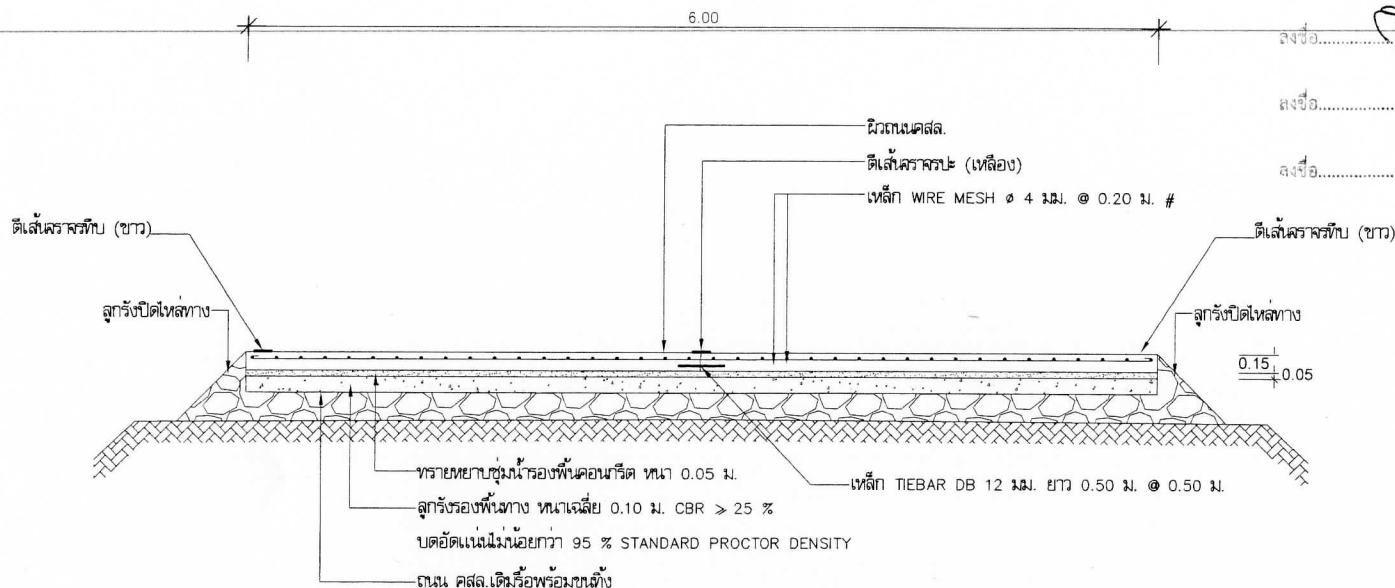 6.00
ลงชื่อ..................
ลงชื่อ..................
ลงชื่อ..................
ผิวถนนคสล.
ตีเส้นจราจรปะ (เหลือง)
เหล็ก WIRE MESH ø 4 มม. @ 0.20 ม. #
ตีเส้นจราจรทึบ (ขาว)
ตีเส้นจราจรทึบ (ขาว)
ลูกรังปิดไหล่ทาง
ลูกรังปิดไหล่ทาง
0.15
0.05
ทรายหยาบชุ่มน้ำรองพื้นคอนกรีต หนา 0.05 ม.
เหล็ก TIEBAR DB 12 มม. ยาว 0.50 ม. @ 0.50 ม.
ลูกรังรองพื้นทาง หนาเฉลี่ย 0.10 ม. CBR ⩾ 25 %
บดอัดแน่นไม่น้อยกว่า 95 % STANDARD PROCTOR DENSITY
ถนน คสล.เดิมรื้อพร้อมขนทิ้ง